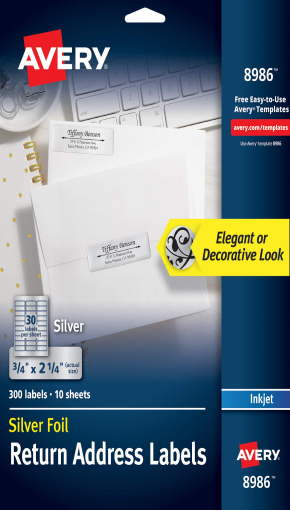 AVERY
8986™
Free Easy-to-Use
Avery® Templates
avery.com/templates
Use Avery® template 8986
Tiffany Benson
Tiffany Benson
Elegant or
Decorative Look
30
labels
per sheet
Silver
3/4" x 2 1/4" (actual size)
300 labels • 10 sheets
Inkjet
Silver Foil
Return Address Labels
AVERY
8986™